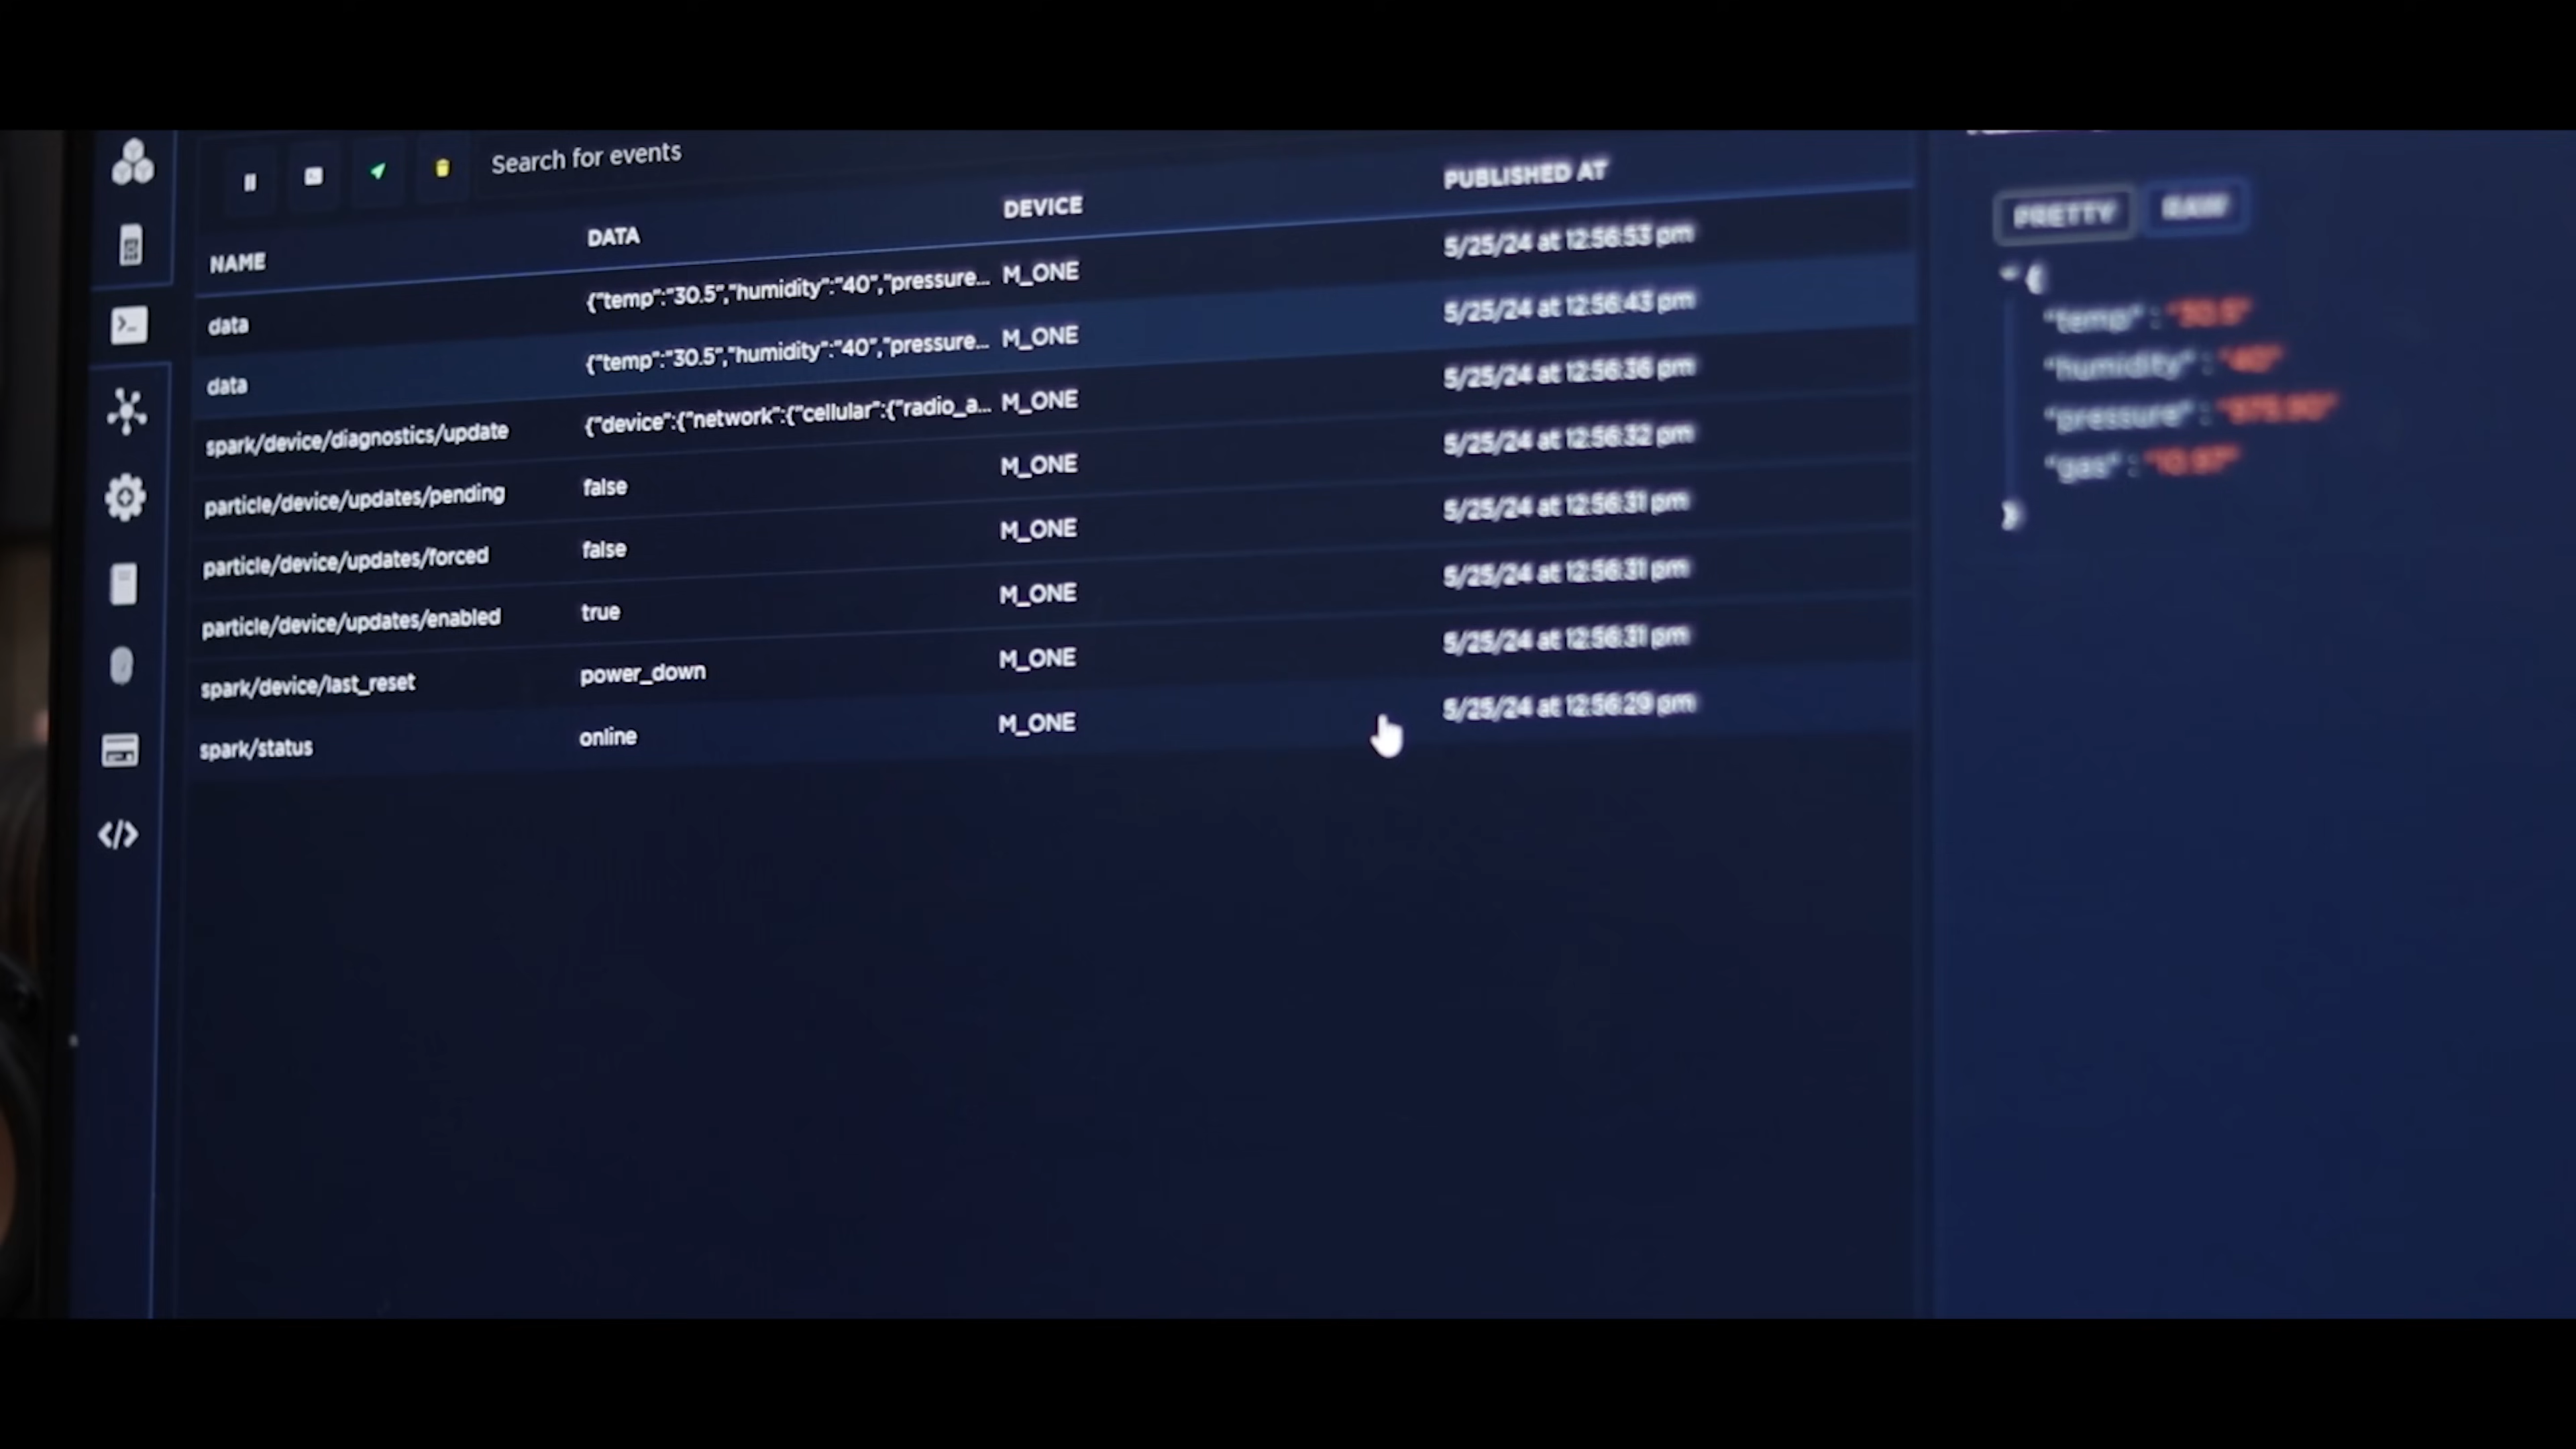 Search for events
NAME DATA DEVICE PUBLISHED AT
data {"temp":"30.5","humidity":"40","pressure... M_ONE 5/25/24 at 12:56:53 pm
data {"temp":"30.5","humidity":"40","pressure... M_ONE 5/25/24 at 12:56:43 pm
spark/device/diagnostics/update {"device":{"network":{"cellular":{"radio_a... M_ONE 5/25/24 at 12:56:36 pm
particle/device/updates/pending false M_ONE 5/25/24 at 12:56:32 pm
particle/device/updates/forced false M_ONE 5/25/24 at 12:56:31 pm
particle/device/updates/enabled true M_ONE 5/25/24 at 12:56:31 pm
spark/device/last_reset power_down M_ONE 5/25/24 at 12:56:31 pm
spark/status online M_ONE 5/25/24 at 12:56:29 pm
PRETTY RAW
{
"temp" : "30.5"
"humidity" : "40"
"pressure" :
"gas" :
}